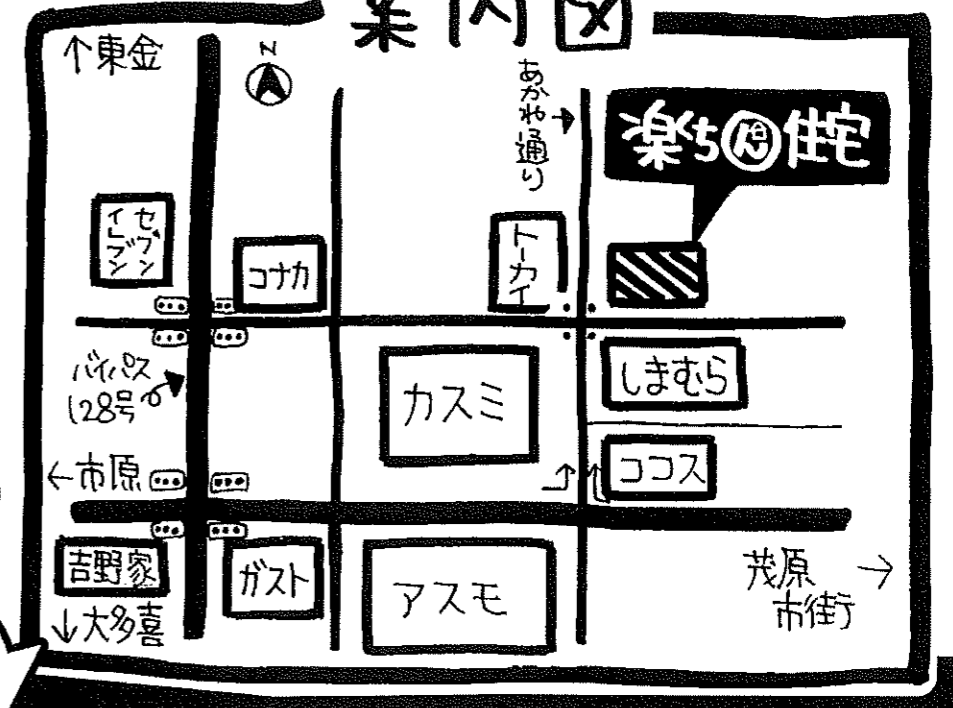 案内図
↑東金
N
あかね通り→
楽ちん住宅
セブン
イレブン
コナカ
トーカイ
バイパス
128号
カスミ
しまむら
←市原
ココス
吉野家
ガスト
アスモ
茂原
市街
→
↓大多喜